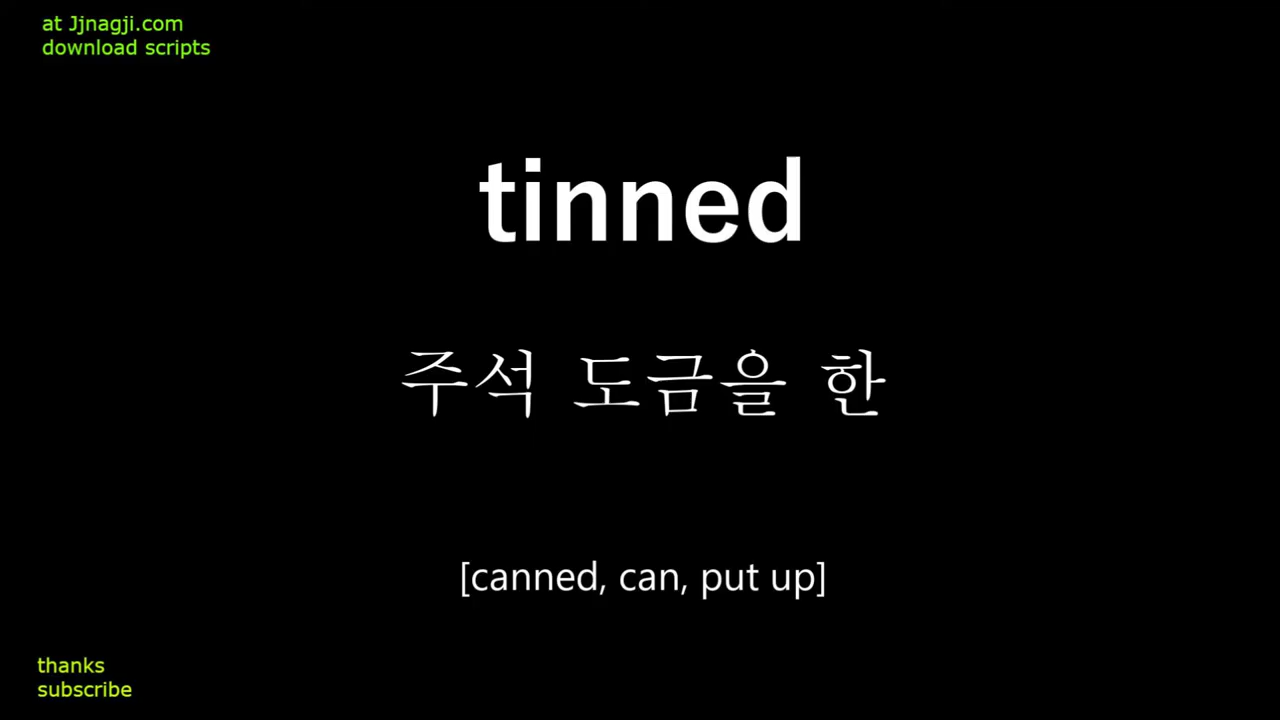 at Jjnagji.com
download scripts
tinned
주석 도금을 한
[canned, can, put up]
thanks
subscribe